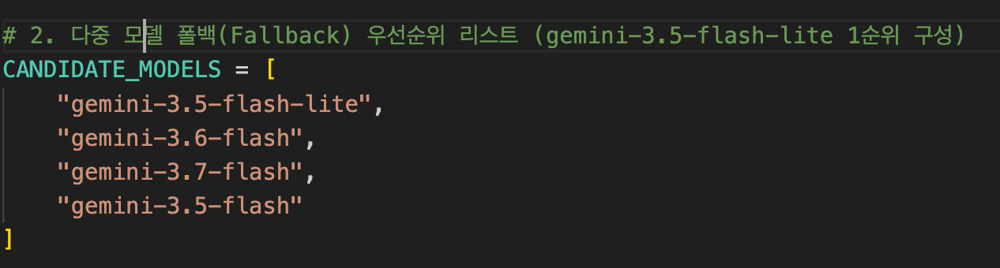 # 2. 다중 모델 폴백(Fallback) 우선순위 리스트 (gemini-3.5-flash-lite 1순위 구성)
CANDIDATE_MODELS = [
    "gemini-3.5-flash-lite",
    "gemini-3.6-flash",
    "gemini-3.7-flash",
    "gemini-3.5-flash"
]